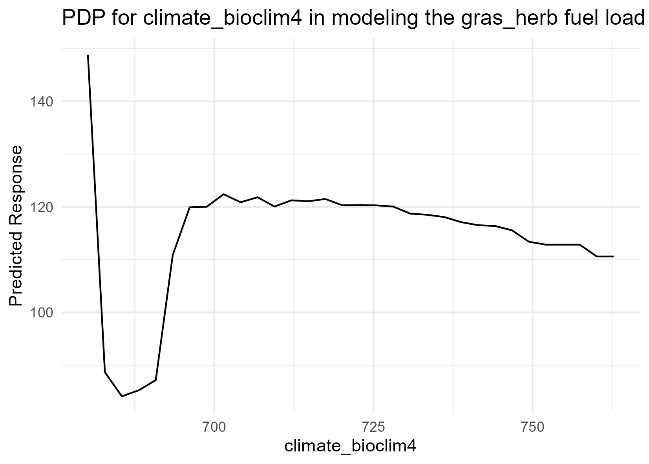 PDP for climate_bioclim4 in modeling the gras_herb fuel load
Predicted Response
140
120
100
700
725
750
climate_bioclim4